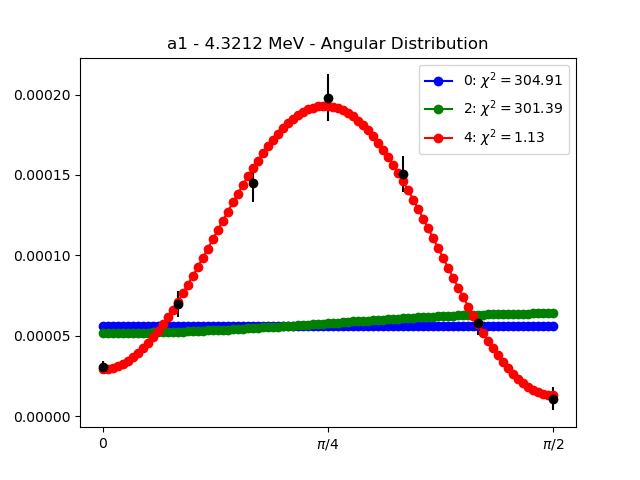 a1 - 4.3212 MeV - Angular Distribution
0: χ² = 304.91
2: χ² = 301.39
4: χ² = 1.13
0.00020
0.00015
0.00010
0.00005
0.00000
0
π/4
π/2